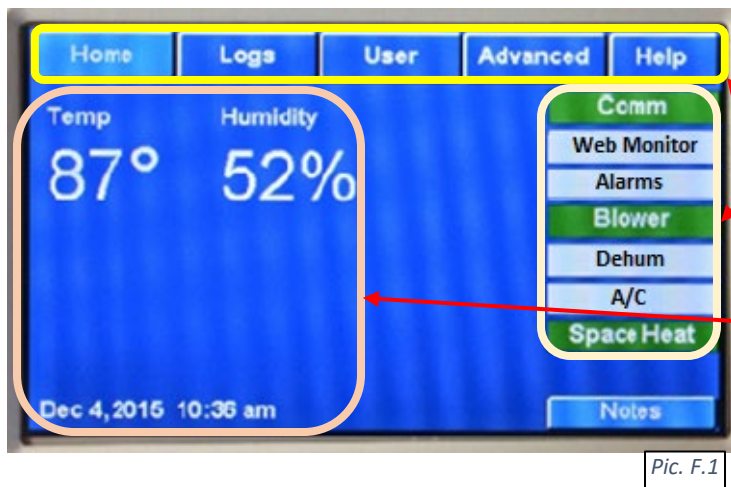 Home Logs User Advanced Help
Temp Humidity
87° 52%
Comm
Web Monitor
Alarms
Blower
Dehum
A/C
Space Heat
Dec 4, 2015 10:36 am
Notes
Pic. F.1